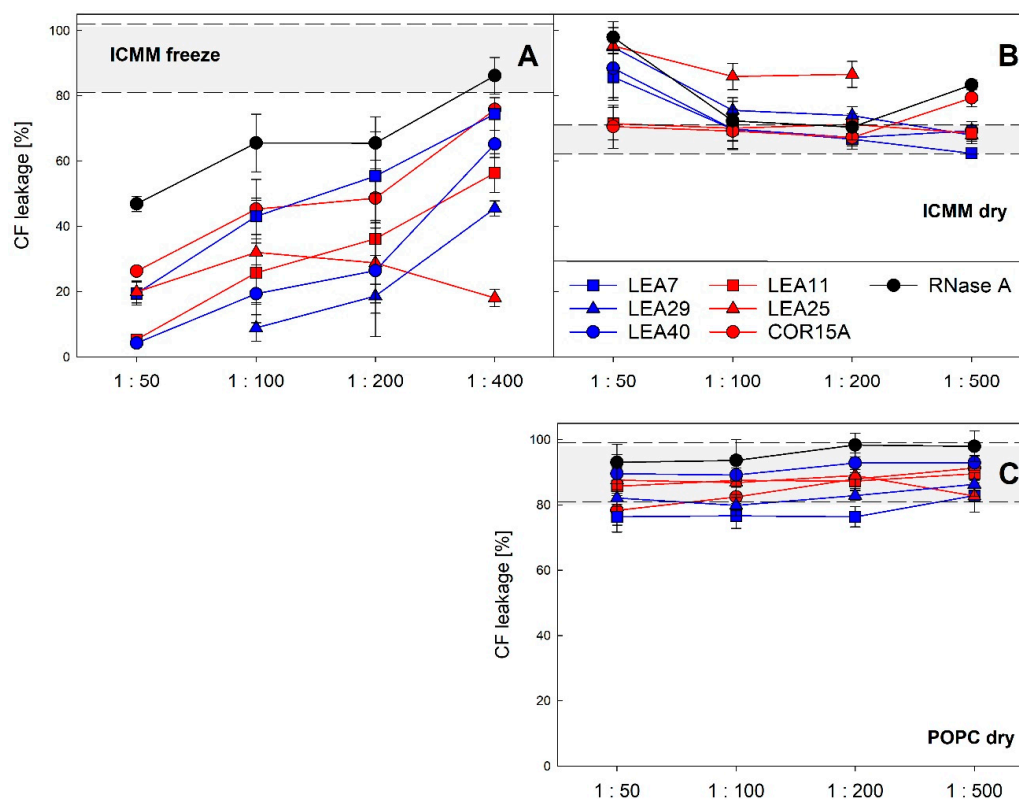 ICMM freeze
A
B
100
80
60
40
20
0
CF leakage [%]
ICMM dry
LEA7
LEA11
RNase A
LEA29
LEA25
LEA40
COR15A
1 : 50
1 : 100
1 : 200
1 : 400
1 : 50
1 : 100
1 : 200
1 : 500
C
100
80
60
40
20
0
CF leakage [%]
POPC dry
1 : 50
1 : 100
1 : 200
1 : 500